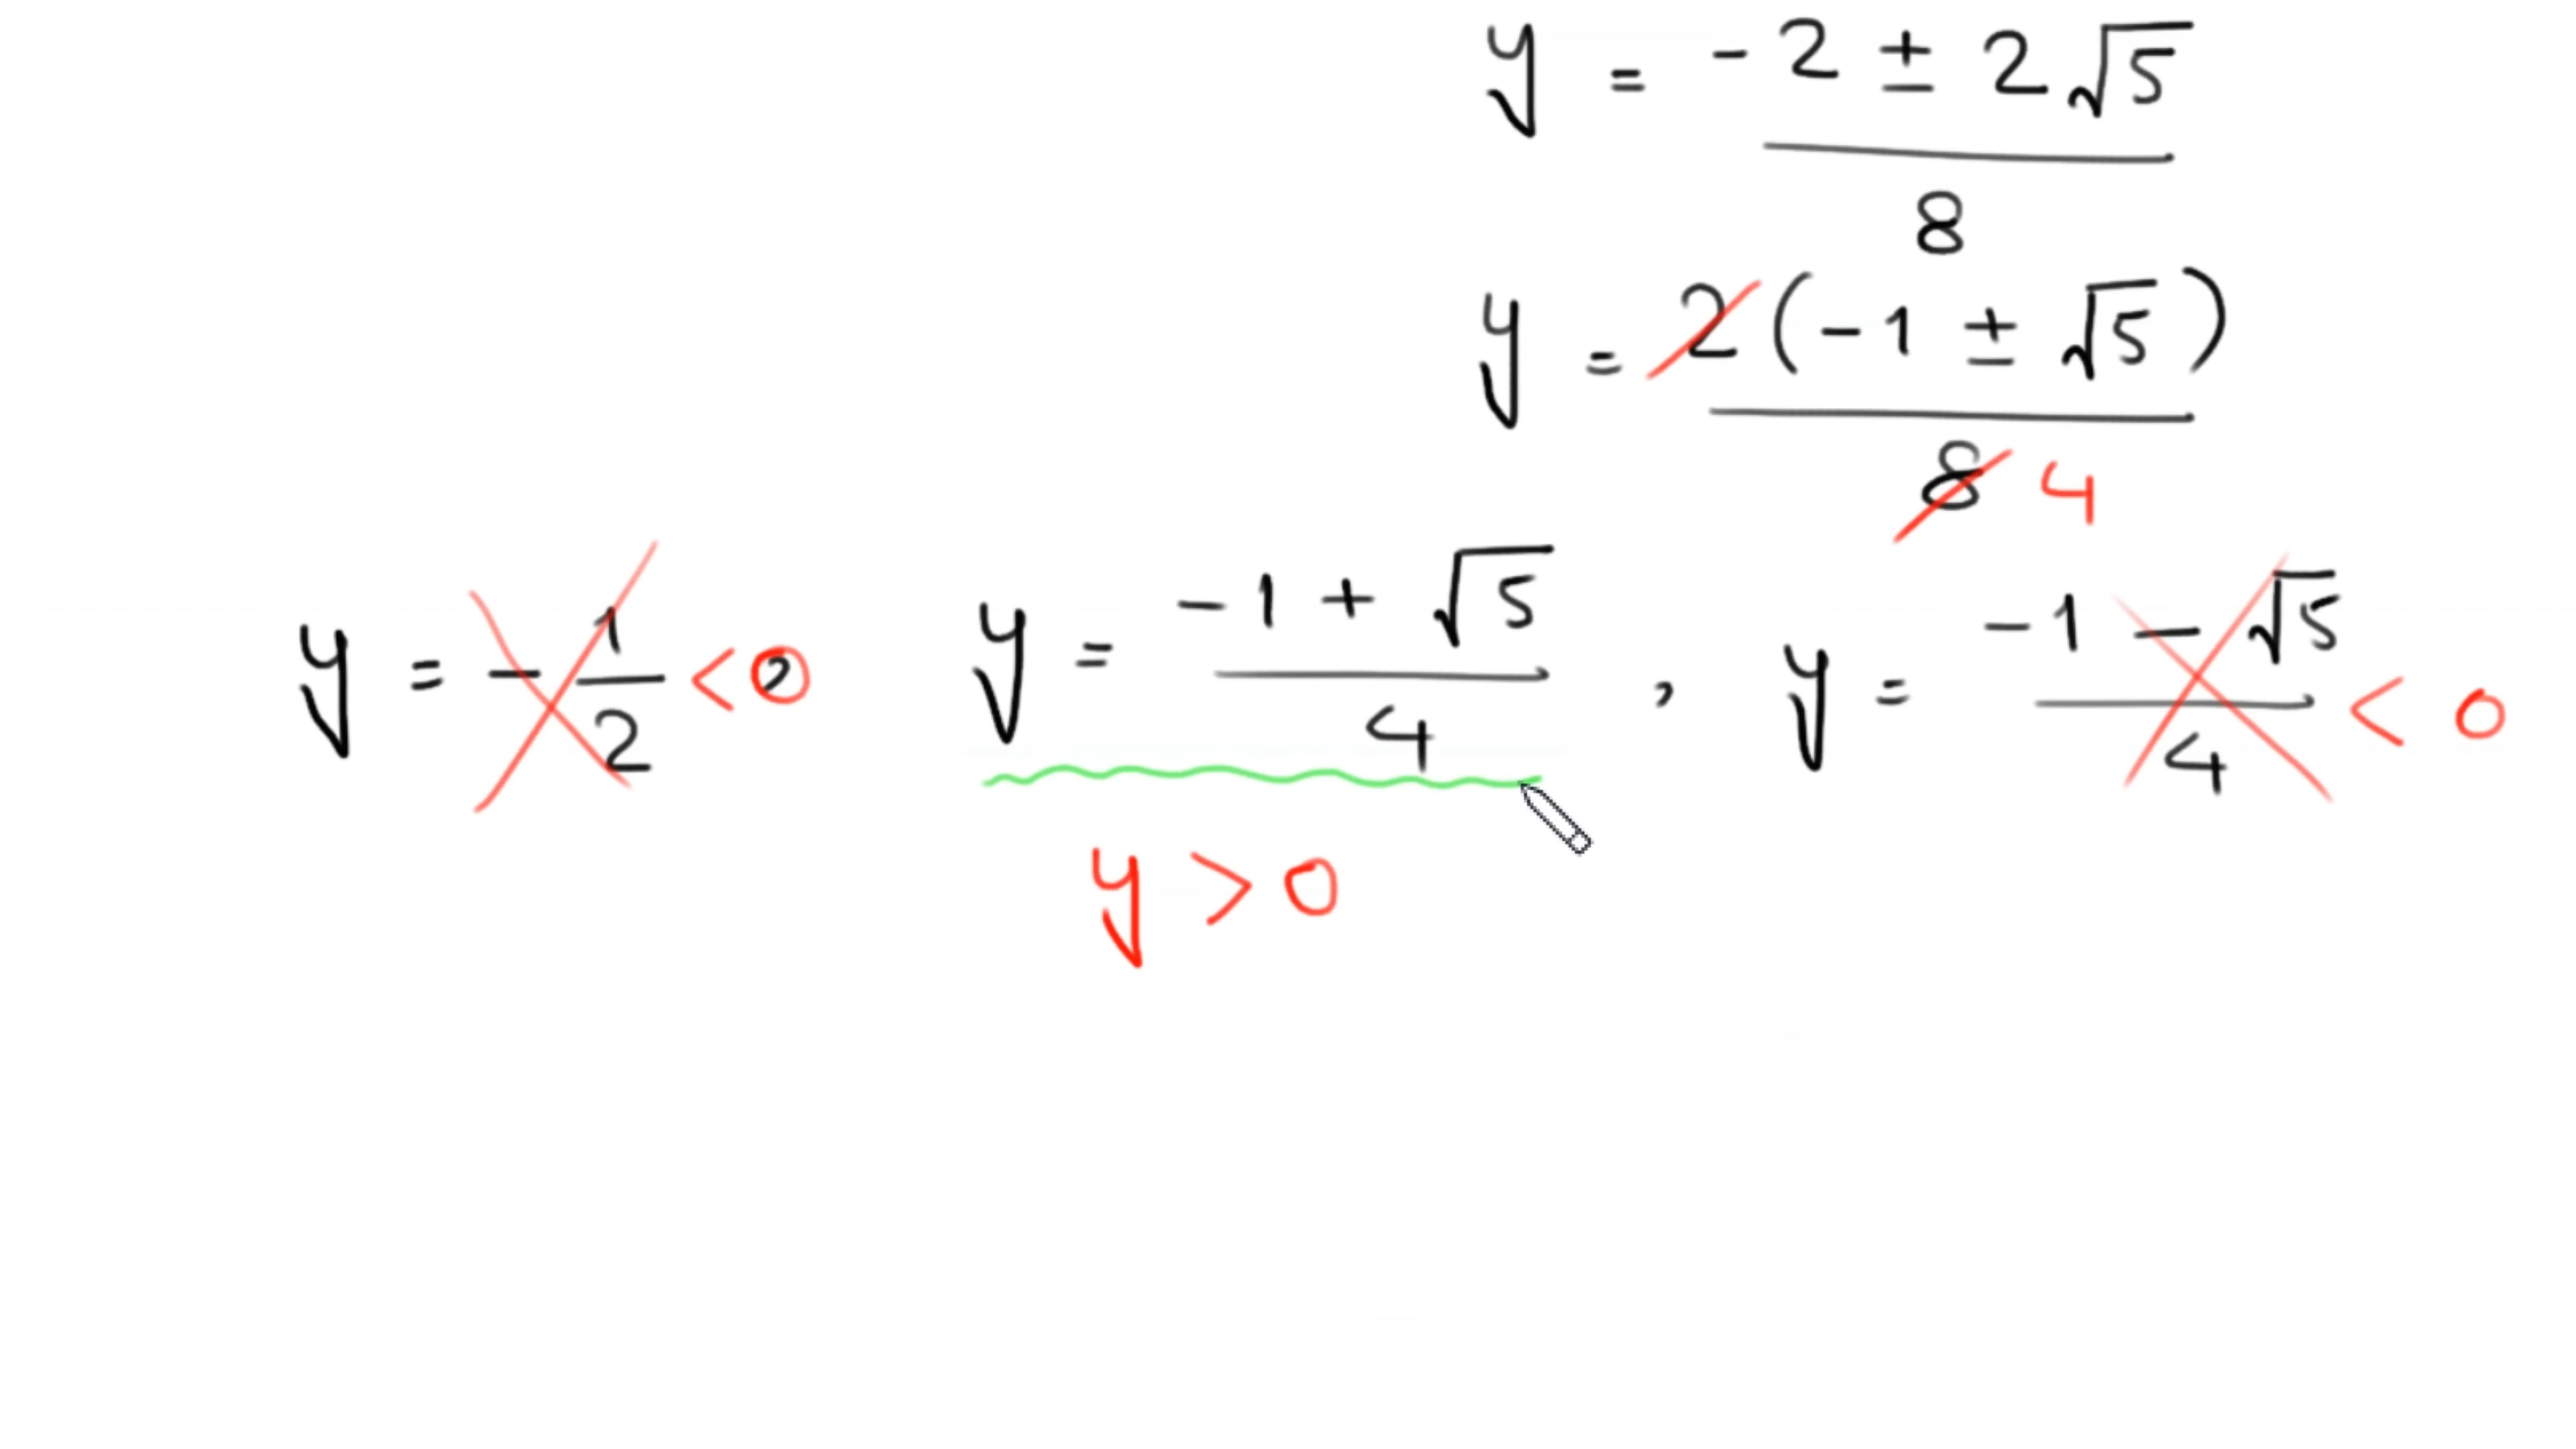 y = (-2 ± 2√5)/8
y = 2(-1 ± √5)/8 4
y = -1/2 < 0 , y = (-1 + √5)/4 , y = (-1 - √5)/4 < 0
y > 0